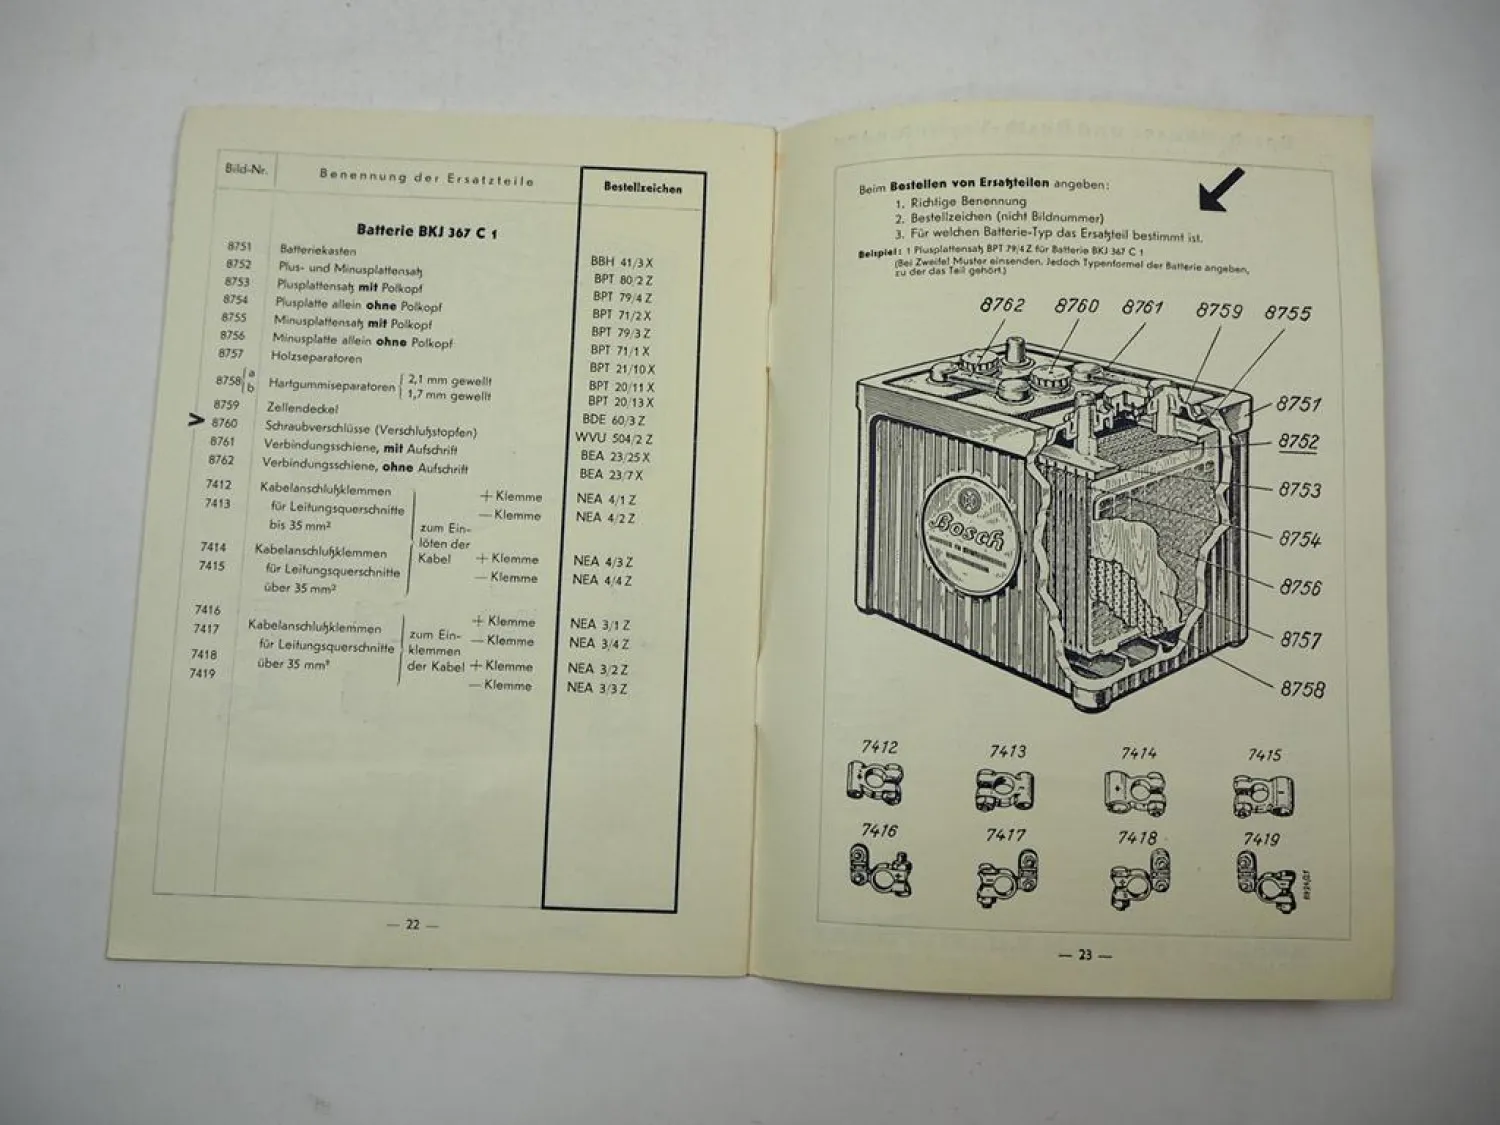 Bild-Nr. Benennung der Ersatzteile Bestellzeichen
Batterie BKJ 367 C 1
8751 Batteriekasten BBH 41/3 X
8752 Plus- und Minusplattensatz BPT 80/2 Z
8753 Plusplattensatz mit Polkopf BPT 79/4 Z
8754 Plusplatte allein ohne Polkopf BPT 71/2 X
8755 Minusplattensatz mit Polkopf BPT 79/3 Z
8756 Minusplatte allein ohne Polkopf BPT 71/1 X
8757 Holzseparatoren BPT 21/10 X
8758 { a Hartgummiseparatoren { 2,1 mm gewellt BPT 20/11 X
b 1,7 mm gewellt BPT 20/13 X
8759 Zellendeckel BDE 60/3 Z
> 8760 Schraubverschlüsse (Verschlußstopfen) WVU 504/2 Z
8761 Verbindungsschiene, mit Aufschrift BEA 23/25 X
8762 Verbindungsschiene, ohne Aufschrift BEA 23/7 X
7412 Kabelanschlußklemmen + Klemme NEA 4/1 Z
7413 für Leitungsquerschnitte — Klemme NEA 4/2 Z
bis 35 mm² zum Ein-
löten der
7414 Kabelanschlußklemmen Kabel + Klemme NEA 4/3 Z
7415 für Leitungsquerschnitte — Klemme NEA 4/4 Z
über 35 mm²
7416 Kabelanschlußklemmen + Klemme NEA 3/1 Z
7417 für Leitungsquerschnitte zum Ein- — Klemme NEA 3/4 Z
klemmen
7418 über 35 mm² der Kabel + Klemme NEA 3/2 Z
7419 — Klemme NEA 3/3 Z
— 22 —
Beim Bestellen von Ersatzteilen angeben:
1. Richtige Benennung
2. Bestellzeichen (nicht Bildnummer)
3. Für welchen Batterie-Typ das Ersatzteil bestimmt ist.
Beispiel: 1 Plusplattensatz BPT 79/4 Z für Batterie BKJ 367 C 1
(Bei Zweifel Muster einsenden. Jedoch Typenformel der Batterie angeben,
zu der das Teil gehört.)
8762 8760 8761 8759 8755
8751
8752
8753
Bosch
8754
8756
8757
8758
7412 7413 7414 7415
7416 7417 7418 7419
— 23 —